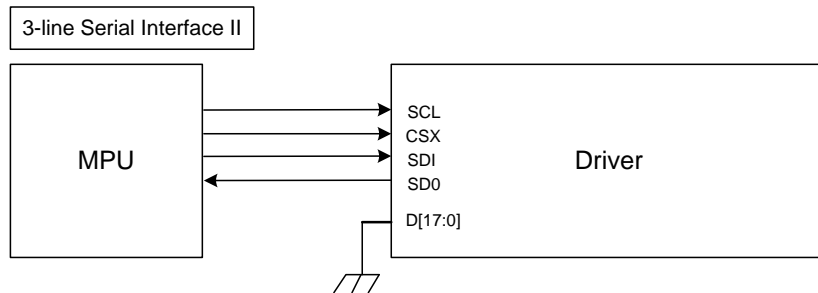 3-line Serial Interface II
MPU
SCL
CSX
SDI
SD0
D[17:0]
Driver